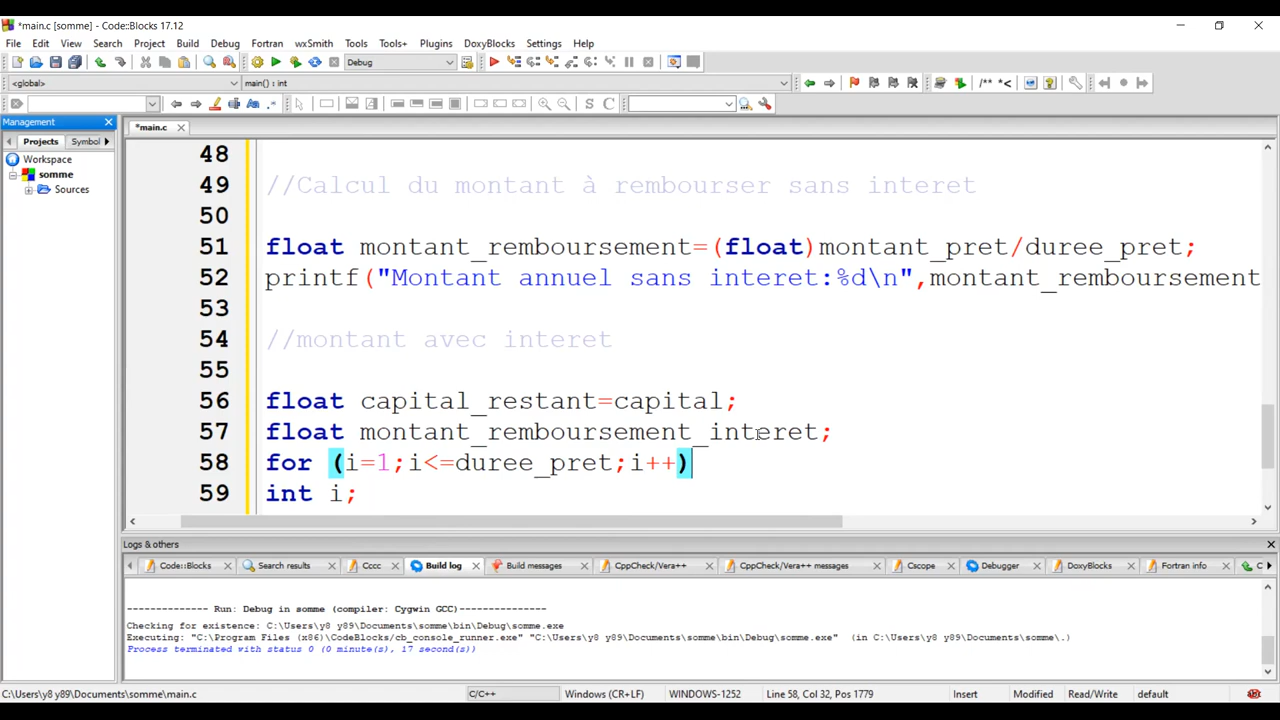 *main.c [somme] - Code::Blocks 17.12
File Edit View Search Project Build Debug Fortran wxSmith Tools Tools+ Plugins DoxyBlocks Settings Help
Debug
/** *<
<global>
main() : int
S C
Management
*main.c
Projects Symbol
Workspace
somme
Sources
48
49 //Calcul du montant à rembourser sans interet
50
51 float montant_remboursement=(float)montant_pret/duree_pret;
52 printf("Montant annuel sans interet:%d\n",montant_remboursement
53
54 //montant avec interet
55
56 float capital_restant=capital;
57 float montant_remboursement_interet;
58 for (i=1;i<=duree_pret;i++)
59 int i;
Logs & others
Code::Blocks Search results Cccc Build log Build messages CppCheck/Vera++ CppCheck/Vera++ messages Cscope Debugger DoxyBlocks Fortran info C
-------------- Run: Debug in somme (compiler: Cygwin GCC)---------------
Checking for existence: C:\Users\y8 y89\Documents\somme\bin\Debug\somme.exe
Executing: "C:\Program Files (x86)\CodeBlocks/cb_console_runner.exe" "C:\Users\y8 y89\Documents\somme\bin\Debug\somme.exe" (in C:\Users\y8 y89\Documents\somme\.)
Process terminated with status 0 (0 minute(s), 17 second(s))
C:\Users\y8 y89\Documents\somme\main.c C/C++ Windows (CR+LF) WINDOWS-1252 Line 58, Col 32, Pos 1779 Insert Modified Read/Write default